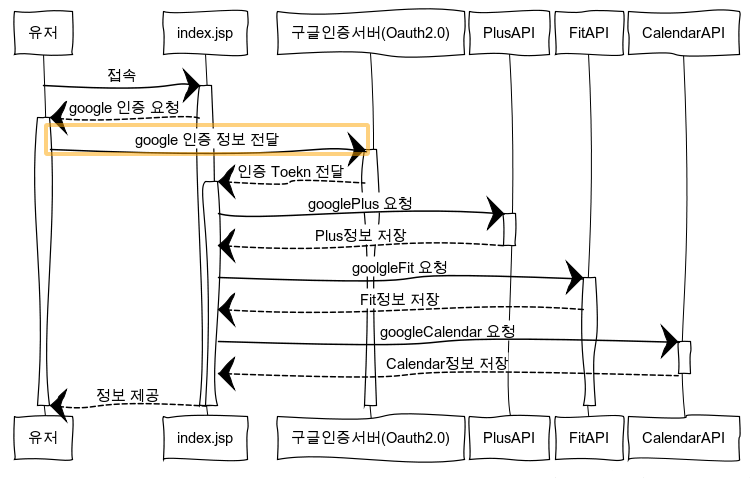 유저
index.jsp
구글인증서버(Oauth2.0)
PlusAPI
FitAPI
CalendarAPI
접속
google 인증 요청
google 인증 정보 전달
인증 Toekn 전달
googlePlus 요청
Plus정보 저장
goolgleFit 요청
Fit정보 저장
googleCalendar 요청
Calendar정보 저장
정보 제공
유저
index.jsp
구글인증서버(Oauth2.0)
PlusAPI
FitAPI
CalendarAPI